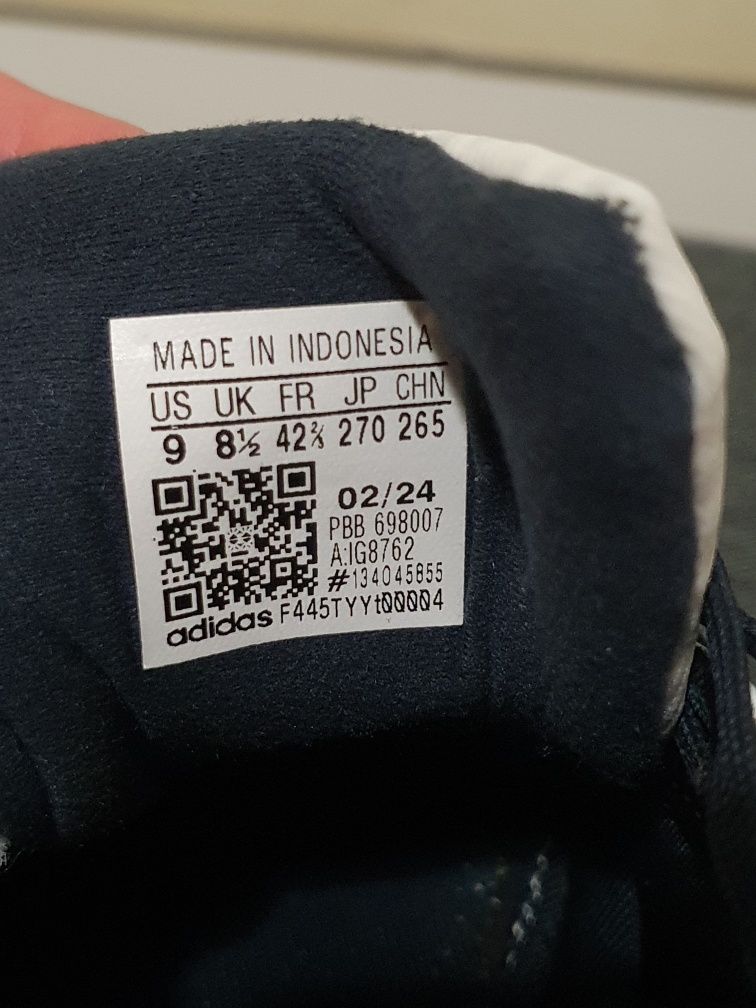 MADE IN INDONESIA
US UK FR JP CHN
9 8½ 42⅔ 270 265
02/24
PBB 698007
A:IG8762
#134045855
adidas F445TYYt00004